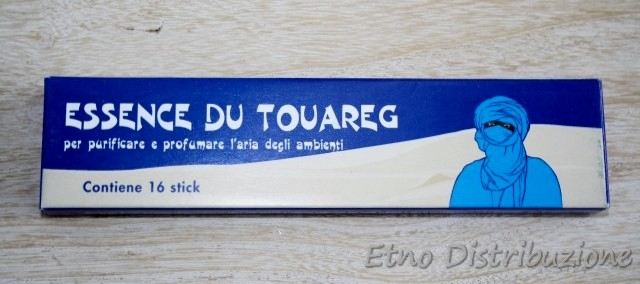 ESSENCE DU TOUAREG
per purificare e profumare l'aria degli ambienti
Contiene 16 stick
Etno Distribuzione